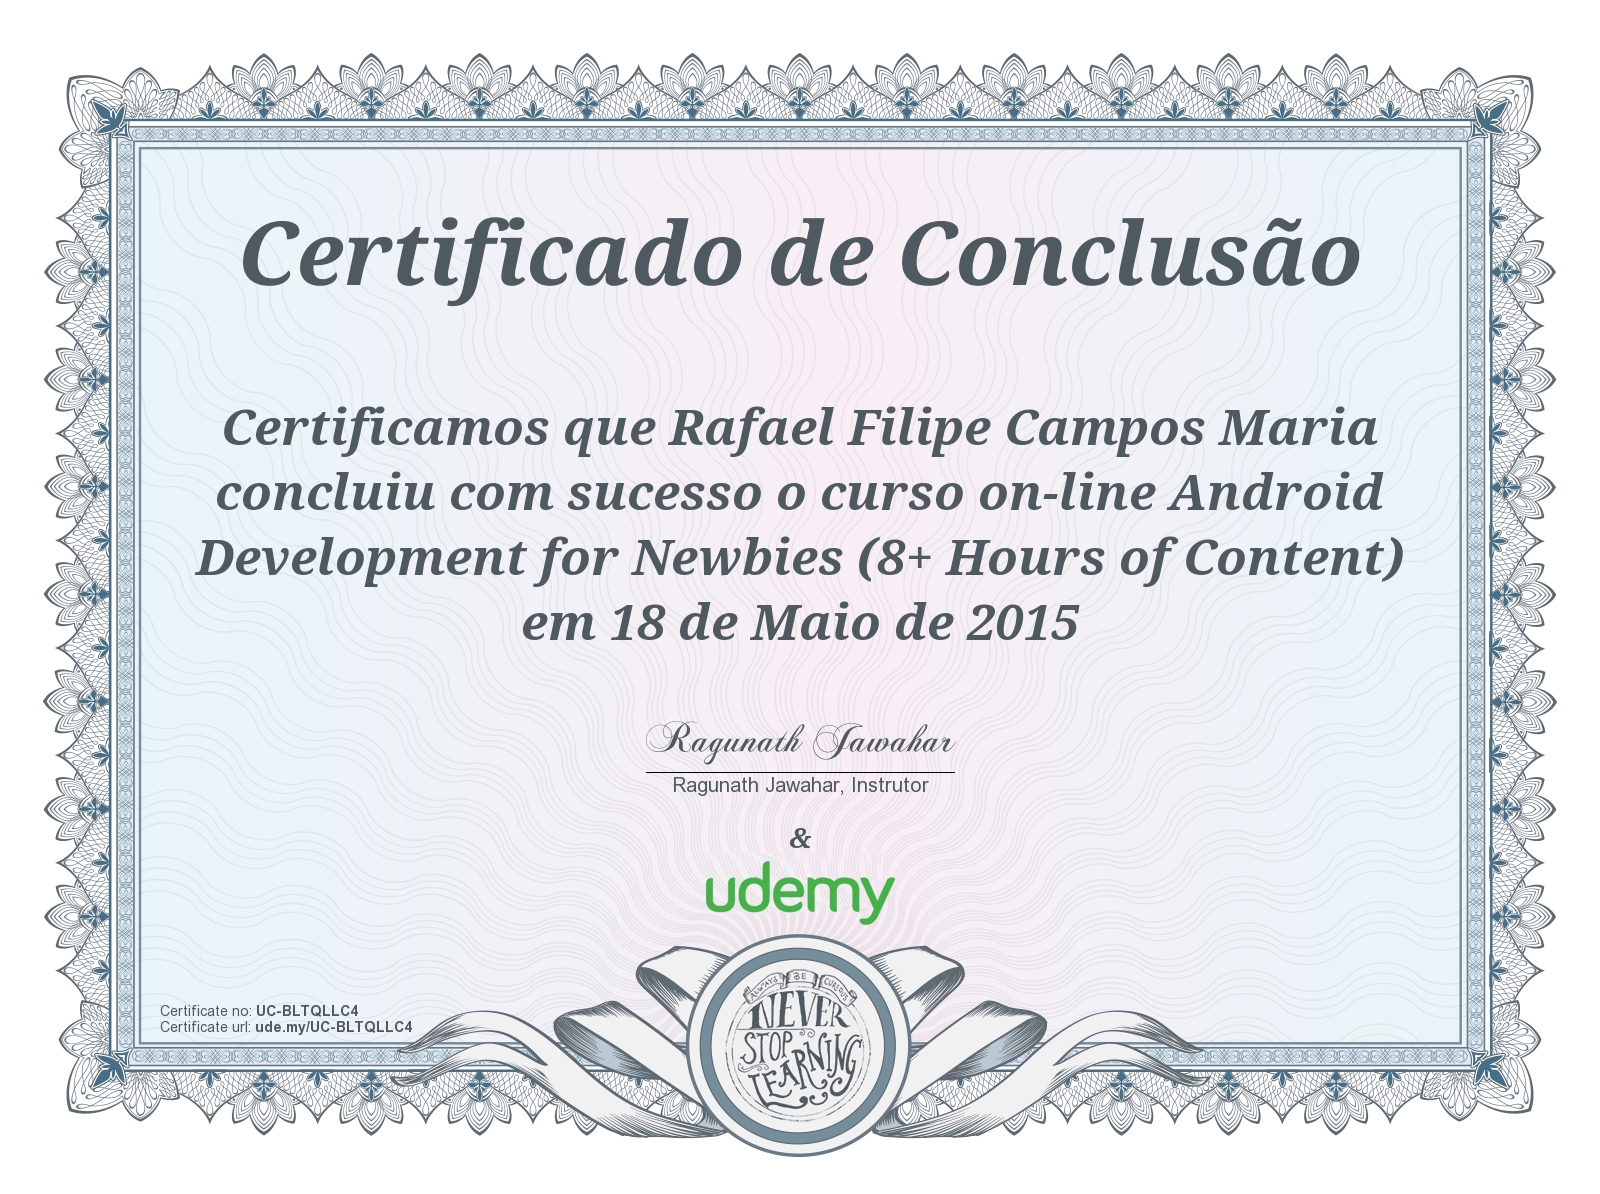 Certificado de Conclusão
Certificamos que Rafael Filipe Campos Maria
concluiu com sucesso o curso on-line Android
Development for Newbies (8+ Hours of Content)
em 18 de Maio de 2015
Ragunath Jawahar
Ragunath Jawahar, Instrutor
&
udemy
Certificate no: UC-BLTQLLC4
Certificate url: ude.my/UC-BLTQLLC4
ALWAYS BE CURIOUS
NEVER
STOP
LEARNING